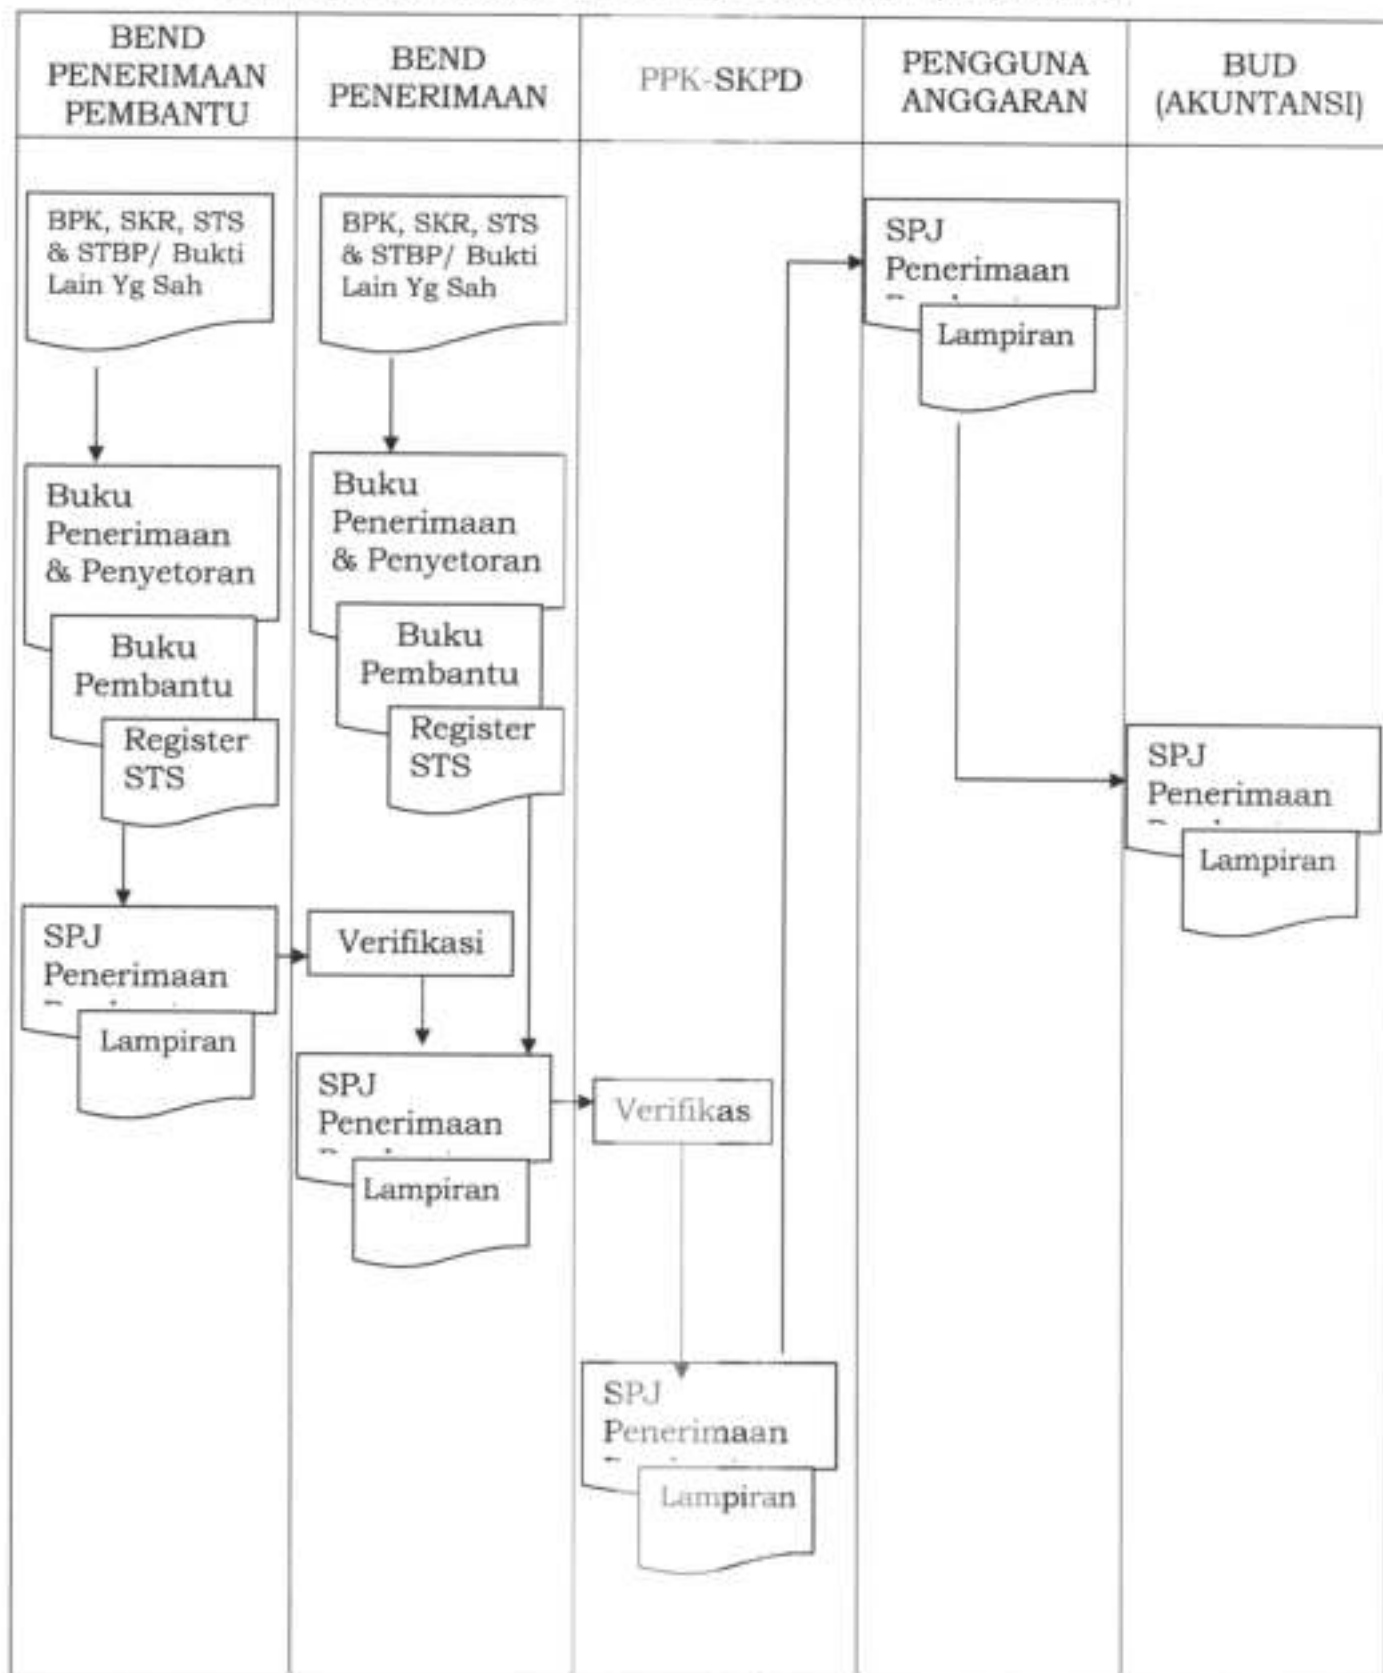 BEND
PENERIMAAN
PEMBANTU
BEND
PENERIMAAN
PPK-SKPD
PENGGUNA
ANGGARAN
BUD
(AKUNTANSI)
BPK, SKR, STS
& STBP/ Bukti
Lain Yg Sah
BPK, SKR, STS
& STBP/ Bukti
Lain Yg Sah
SPJ
Penerimaan
Lampiran
Buku
Penerimaan
& Penyetoran
Buku
Pembantu
Register
STS
Buku
Penerimaan
& Penyetoran
Buku
Pembantu
Register
STS
SPJ
Penerimaan
Lampiran
SPJ
Penerimaan
Lampiran
Verifikasi
SPJ
Penerimaan
Lampiran
Verifikas
SPJ
Penerimaan
Lampiran